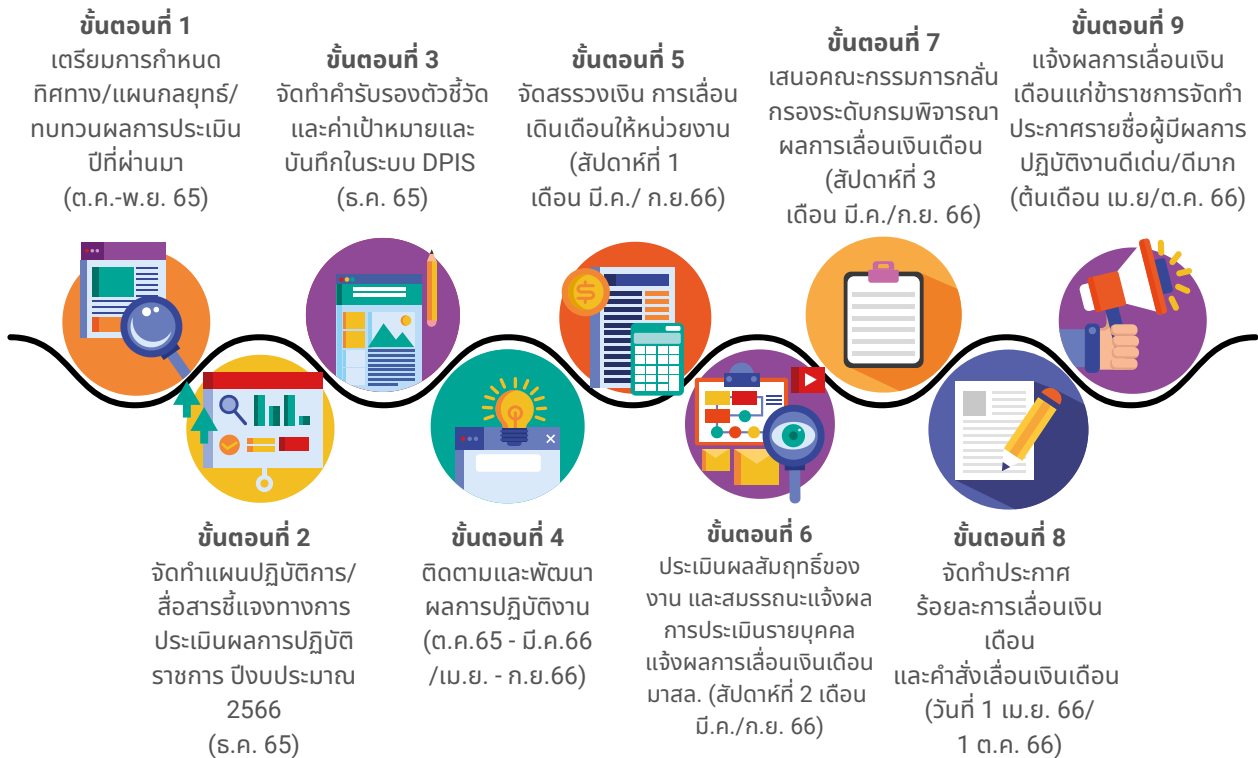 ขั้นตอนที่ 1
เตรียมการกำหนด
ทิศทาง/แผนกลยุทธ์/
ทบทวนผลการประเมิน
ปีที่ผ่านมา
(ต.ค.-พ.ย. 65)
ขั้นตอนที่ 2
จัดทำแผนปฏิบัติการ/
สื่อสารชี้แจงทางการ
ประเมินผลการปฏิบัติ
ราชการ ปีงบประมาณ
2566
(ธ.ค. 65)
ขั้นตอนที่ 3
จัดทำคำรับรองตัวชี้วัด
และค่าเป้าหมายและ
บันทึกในระบบ DPIS
(ธ.ค. 65)
ขั้นตอนที่ 4
ติดตามและพัฒนา
ผลการปฏิบัติงาน
(ต.ค.65 - มี.ค.66
/เม.ย. - ก.ย.66)
ขั้นตอนที่ 5
จัดสรรวงเงิน การเลื่อน
เดินเดือนให้หน่วยงาน
(สัปดาห์ที่ 1
เดือน มี.ค./ ก.ย.66)
ขั้นตอนที่ 6
ประเมินผลสัมฤทธิ์ของ
งาน และสมรรถนะแจ้งผล
การประเมินรายบุคคล
แจ้งผลการเลื่อนเงินเดือน
มาสล. (สัปดาห์ที่ 2 เดือน
มี.ค./ก.ย. 66)
ขั้นตอนที่ 7
เสนอคณะกรรมการกลั่น
กรองระดับกรมพิจารณา
ผลการเลื่อนเงินเดือน
(สัปดาห์ที่ 3
เดือน มี.ค./ก.ย. 66)
ขั้นตอนที่ 8
จัดทำประกาศ
ร้อยละการเลื่อนเงิน
เดือน
และคำสั่งเลื่อนเงินเดือน
(วันที่ 1 เม.ย. 66/
1 ต.ค. 66)
ขั้นตอนที่ 9
แจ้งผลการเลื่อนเงิน
เดือนแก่ข้าราชการจัดทำ
ประกาศรายชื่อผู้มีผลการ
ปฏิบัติงานดีเด่น/ดีมาก
(ต้นเดือน เม.ย/ต.ค. 66)